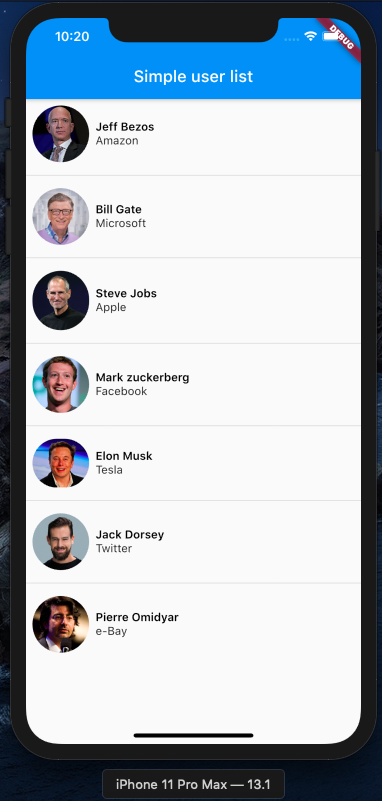 10:20
DEBUG
Simple user list
Jeff Bezos
Amazon
Bill Gate
Microsoft
Steve Jobs
Apple
Mark zuckerberg
Facebook
Elon Musk
Tesla
Jack Dorsey
Twitter
Pierre Omidyar
e-Bay
iPhone 11 Pro Max — 13.1